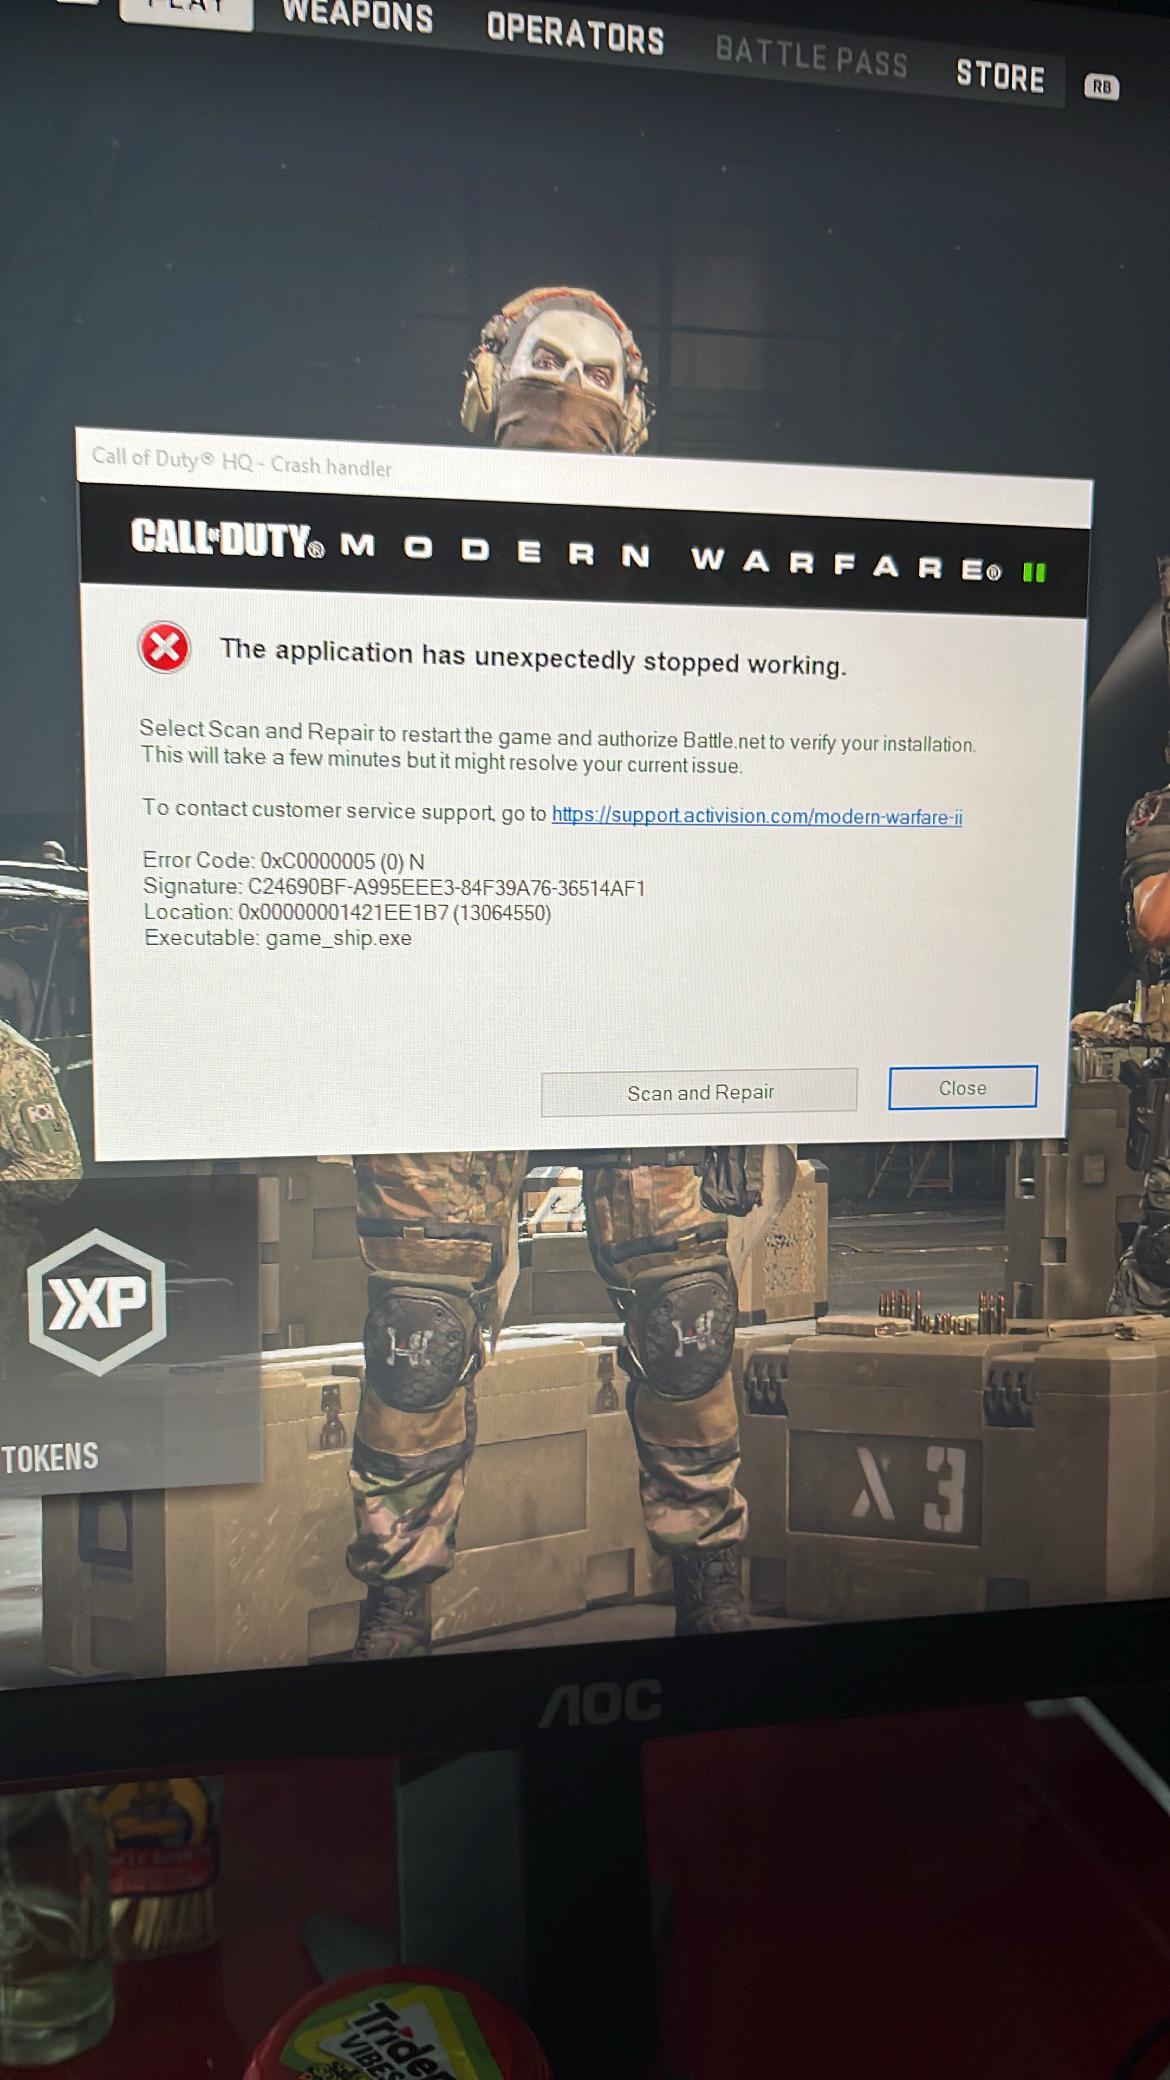 PLAY WEAPONS OPERATORS BATTLE PASS STORE RB
Call of Duty® HQ - Crash handler
CALL OF DUTY® MODERN WARFARE® II
The application has unexpectedly stopped working.
Select Scan and Repair to restart the game and authorize Battle.net to verify your installation.
This will take a few minutes but it might resolve your current issue.
To contact customer service support, go to https://support.activision.com/modern-warfare-ii
Error Code: 0xC0000005 (0) N
Signature: C24690BF-A995EEE3-84F39A76-36514AF1
Location: 0x00000001421EE1B7 (13064550)
Executable: game_ship.exe
Scan and Repair Close
XP
TOKENS
X 3
AOC
Tride
VIBES